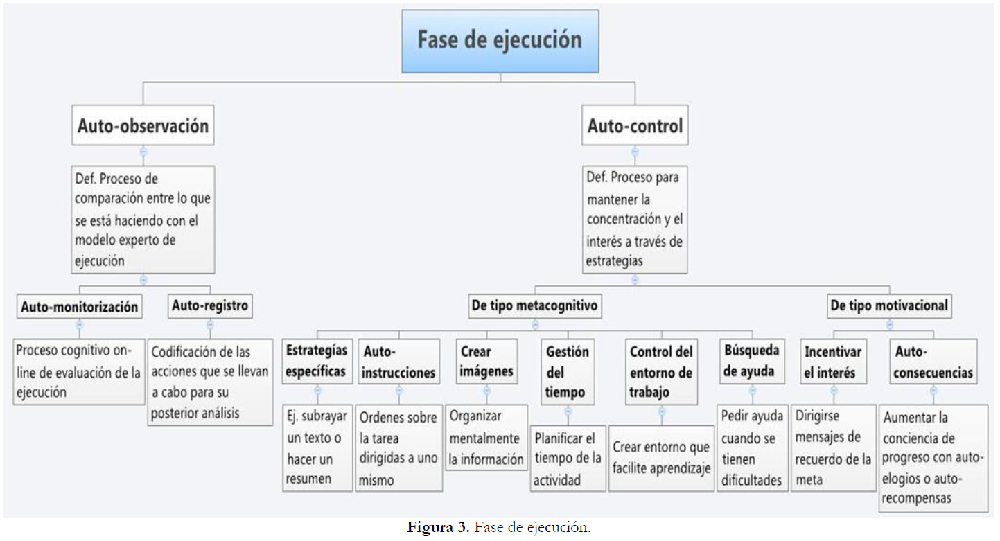 Fase de ejecución
Auto-observación
Auto-control
Def. Proceso de
comparación entre lo que
se está haciendo con el
modelo experto de
ejecución
Def. Proceso para
mantener la
concentración y el
interés a través de
estrategias
Auto-monitorización
Auto-registro
De tipo metacognitivo
De tipo motivacional
Proceso cognitivo on-
line de evaluación de la
ejecución
Codificación de las
acciones que se llevan
a cabo para su
posterior análisis
Estrategías
específicas
Auto-
instrucciones
Crear
imágenes
Gestión
del
tiempo
Control del
entorno de
trabajo
Búsqueda
de ayuda
Incentivar
el interés
Auto-
consecuencias
Ej. subrayar
un texto o
hacer un
resumen
Ordenes sobre
la tarea
dirigidas a uno
mismo
Organizar
mentalmente
la información
Planificar el
tiempo de la
actividad
Crear entorno que
facilite aprendizaje
Pedir ayuda
cuando se
tienen
dificultades
Dirigirse
mensajes de
recuerdo de la
meta
Aumentar la
conciencia de
progreso con auto-
elogios o auto-
recompensas
Figura 3. Fase de ejecución.